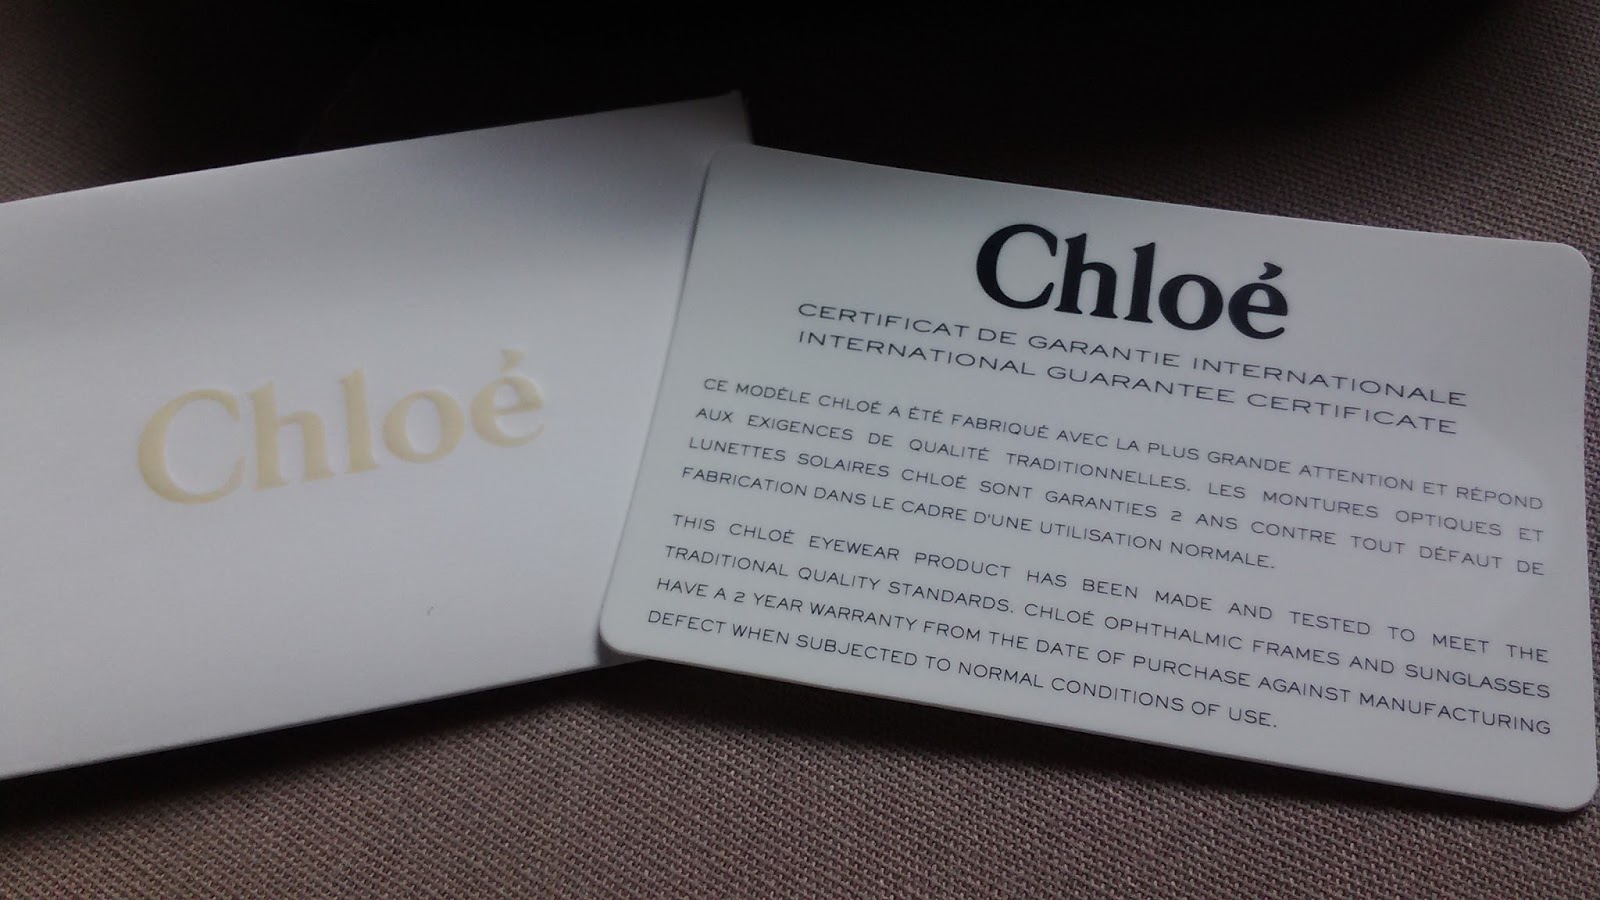 Chloé
Chloé
CERTIFICAT DE GARANTIE INTERNATIONALE
INTERNATIONAL GUARANTEE CERTIFICATE
CE MODÈLE CHLOÉ A ÉTÉ FABRIQUÉ AVEC LA PLUS GRANDE ATTENTION ET RÉPOND
AUX EXIGENCES DE QUALITÉ TRADITIONNELLES. LES MONTURES OPTIQUES ET
LUNETTES SOLAIRES CHLOÉ SONT GARANTIES 2 ANS CONTRE TOUT DÉFAUT DE
FABRICATION DANS LE CADRE D'UNE UTILISATION NORMALE.
THIS CHLOÉ EYEWEAR PRODUCT HAS BEEN MADE AND TESTED TO MEET THE
TRADITIONAL QUALITY STANDARDS. CHLOÉ OPHTHALMIC FRAMES AND SUNGLASSES
HAVE A 2 YEAR WARRANTY FROM THE DATE OF PURCHASE AGAINST MANUFACTURING
DEFECT WHEN SUBJECTED TO NORMAL CONDITIONS OF USE.